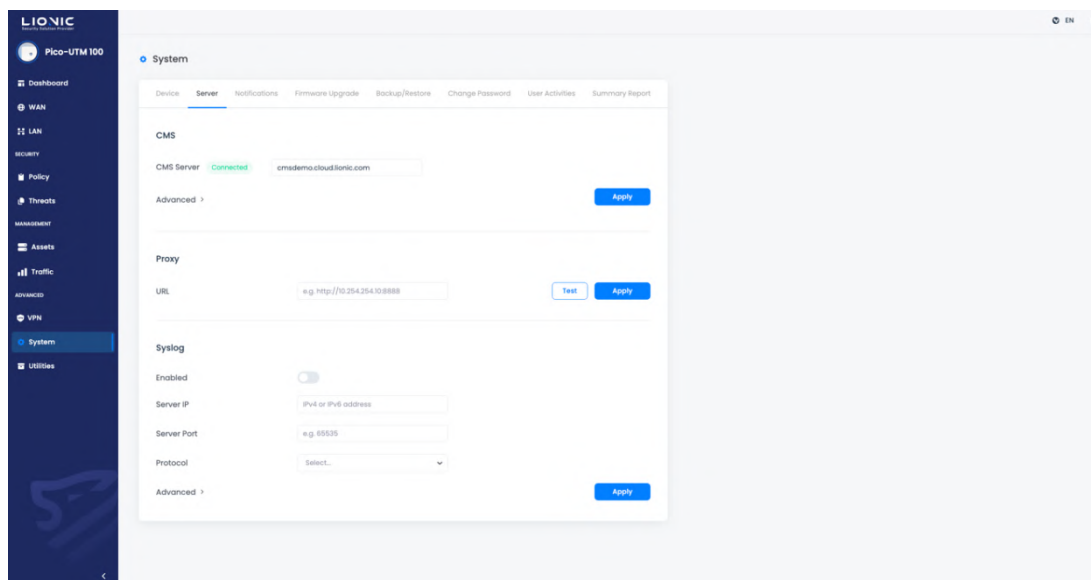 LIONIC
Security Solution Provider
EN
Pico-UTM 100
System
Dashboard
WAN
LAN
SECURITY
Policy
Threats
MANAGEMENT
Assets
Traffic
ADVANCED
VPN
System
Utilities
Device Server Notifications Firmware Upgrade Backup/Restore Change Password User Activities Summary Report
CMS
CMS Server Connected cmsdemo.cloud.lionic.com
Advanced > Apply
Proxy
URL e.g. http://10.254.254.10:8888 Test Apply
Syslog
Enabled
Server IP IPv4 or IPv6 address
Server Port e.g. 65535
Protocol Select...
Advanced > Apply